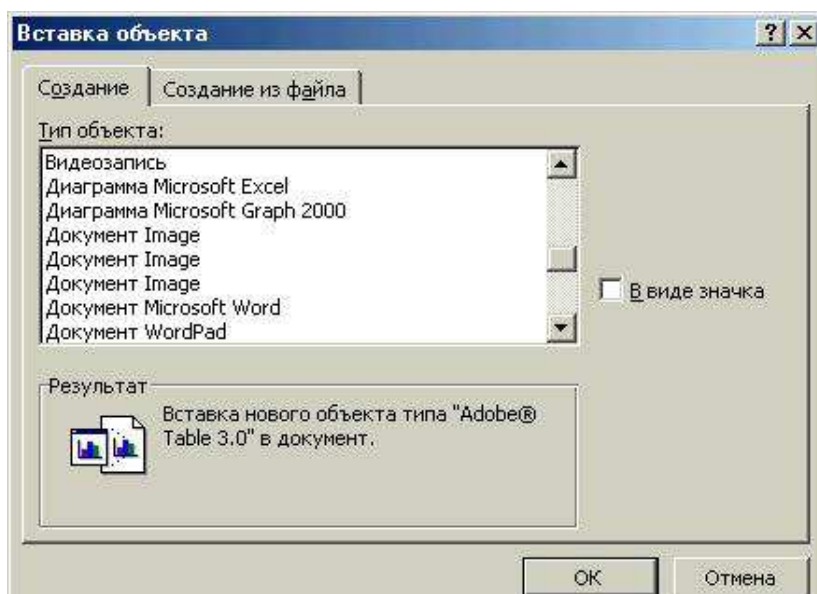 Вставка объекта
Создание
Создание из файла
Тип объекта:
Видеозапись
Диаграмма Microsoft Excel
Диаграмма Microsoft Graph 2000
Документ Image
Документ Image
Документ Image
Документ Microsoft Word
Документ WordPad
В виде значка
Результат
Вставка нового объекта типа "Adobe®
Table 3.0" в документ.
ОК
Отмена